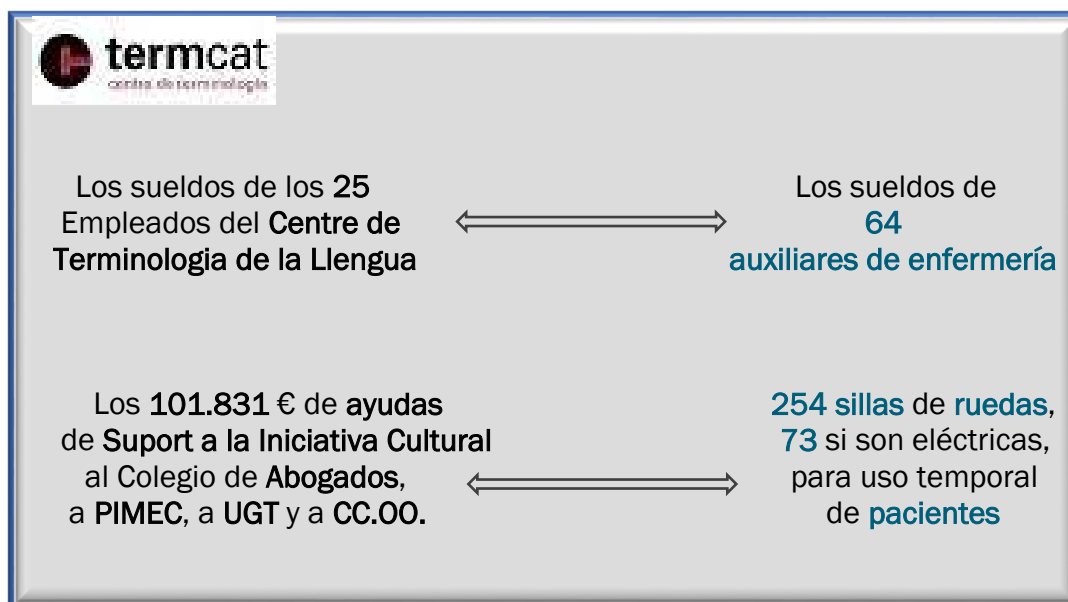 termcat
centre de terminologia
Los sueldos de los 25
Empleados del Centre de
Terminologia de la Llengua
Los sueldos de
64
auxiliares de enfermería
Los 101.831 € de ayudas
de Suport a la Iniciativa Cultural
al Colegio de Abogados,
a PIMEC, a UGT y a CC.OO.
254 sillas de ruedas,
73 si son eléctricas,
para uso temporal
de pacientes